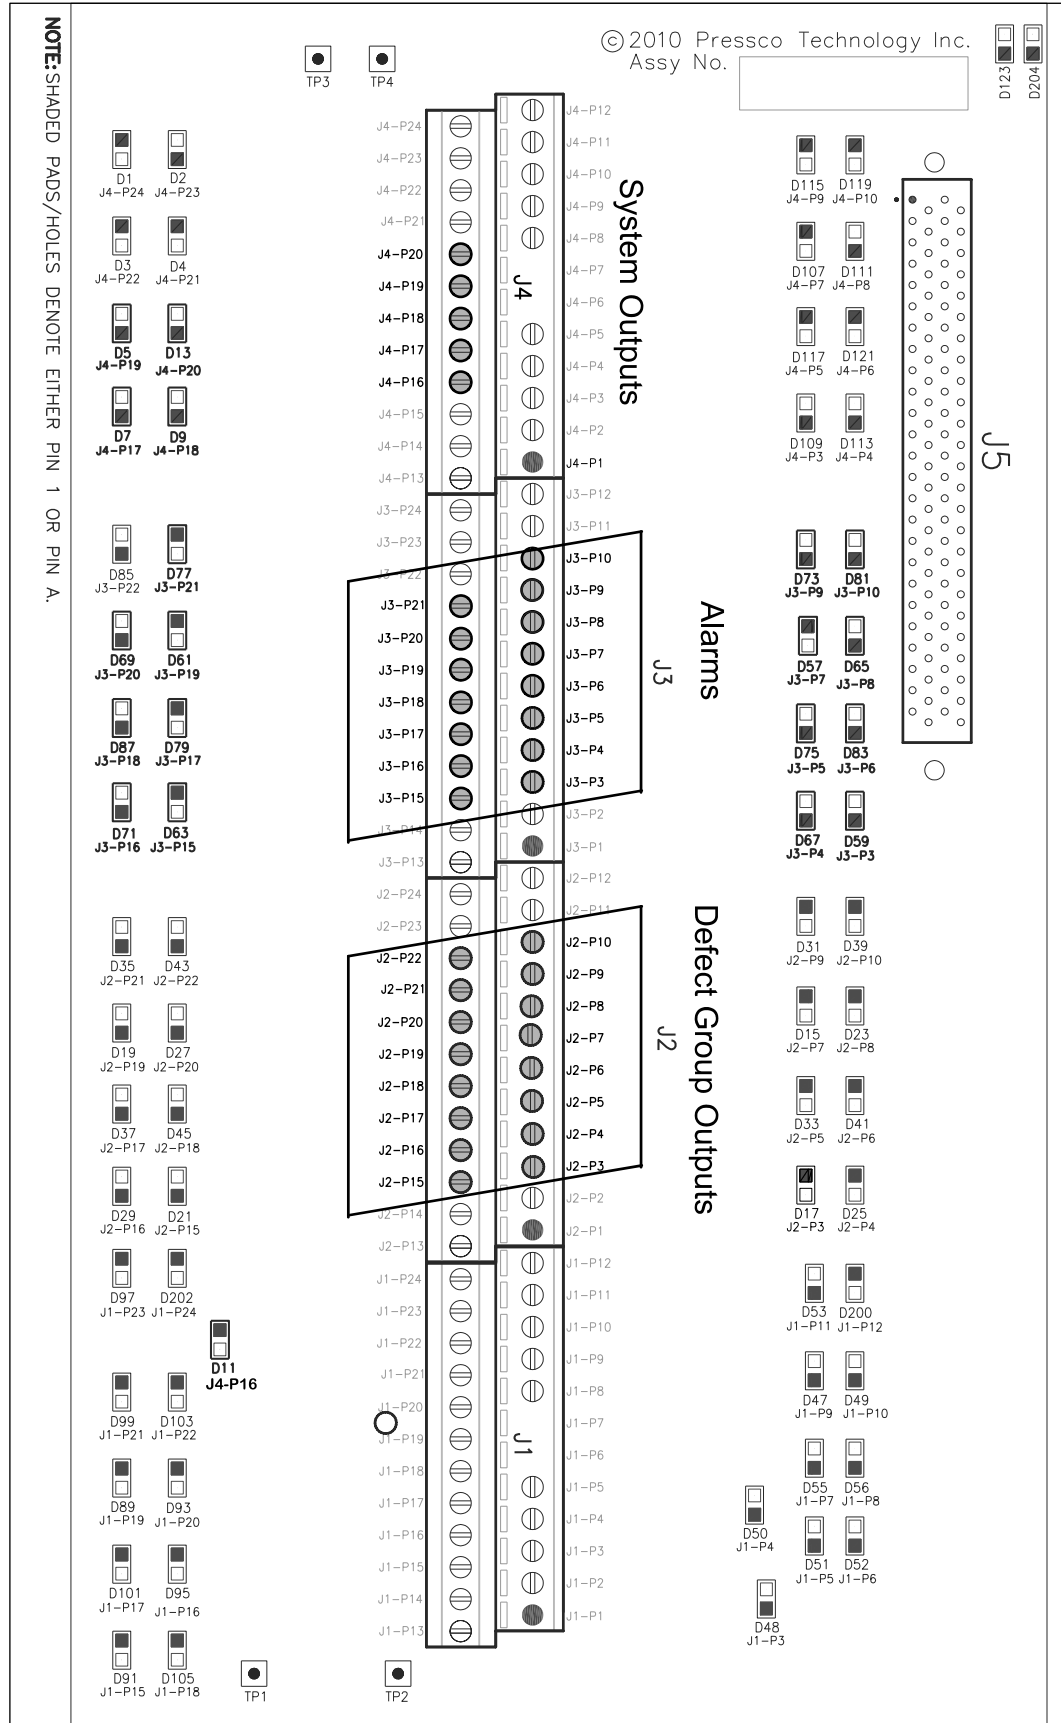 NOTE: SHADED PADS/HOLES DENOTE EITHER PIN 1 OR PIN A.
© 2010 Pressco Technology Inc.
Assy No.
D123
D204
TP3
TP4
D1
J4-P24
D2
J4-P23
D3
J4-P22
D4
J4-P21
D5
J4-P19
D13
J4-P20
D7
J4-P17
D9
J4-P18
D85
J3-P22
D77
J3-P21
D69
J3-P20
D61
J3-P19
D87
J3-P18
D79
J3-P17
D71
J3-P16
D63
J3-P15
D35
J2-P21
D43
J2-P22
D19
J2-P19
D27
J2-P20
D37
J2-P17
D45
J2-P18
D29
J2-P16
D21
J2-P15
D97
J1-P23
D202
J1-P24
D11
J4-P16
D99
J1-P21
D103
J1-P22
D89
J1-P19
D93
J1-P20
D101
J1-P17
D95
J1-P16
D91
J1-P15
D105
J1-P18
TP1
TP2
J4-P24
J4-P23
J4-P22
J4-P21
J4-P20
J4-P19
J4-P18
J4-P17
J4-P16
J4-P15
J4-P14
J4-P13
J3-P24
J3-P23
J3-P22
J3-P21
J3-P20
J3-P19
J3-P18
J3-P17
J3-P16
J3-P15
J3-P14
J3-P13
J2-P24
J2-P23
J2-P22
J2-P21
J2-P20
J2-P19
J2-P18
J2-P17
J2-P16
J2-P15
J2-P14
J2-P13
J1-P24
J1-P23
J1-P22
J1-P21
J1-P20
J1-P19
J1-P18
J1-P17
J1-P16
J1-P15
J1-P14
J1-P13
J4
J1
J4-P12
J4-P11
J4-P10
J4-P9
J4-P8
J4-P7
J4-P6
J4-P5
J4-P4
J4-P3
J4-P2
J4-P1
J3-P12
J3-P11
J3-P10
J3-P9
J3-P8
J3-P7
J3-P6
J3-P5
J3-P4
J3-P3
J3-P2
J3-P1
J2-P12
J2-P11
J2-P10
J2-P9
J2-P8
J2-P7
J2-P6
J2-P5
J2-P4
J2-P3
J2-P2
J2-P1
J1-P12
J1-P11
J1-P10
J1-P9
J1-P8
J1-P7
J1-P6
J1-P5
J1-P4
J1-P3
J1-P2
J1-P1
System Outputs
Alarms
J3
Defect Group Outputs
J2
D115
J4-P9
D119
J4-P10
D107
J4-P7
D111
J4-P8
D117
J4-P5
D121
J4-P6
D109
J4-P3
D113
J4-P4
J5
D73
J3-P9
D81
J3-P10
D57
J3-P7
D65
J3-P8
D75
J3-P5
D83
J3-P6
D67
J3-P4
D59
J3-P3
D31
J2-P9
D39
J2-P10
D15
J2-P7
D23
J2-P8
D33
J2-P5
D41
J2-P6
D17
J2-P3
D25
J2-P4
D53
J1-P11
D200
J1-P12
D47
J1-P9
D49
J1-P10
D55
J1-P7
D56
J1-P8
D50
J1-P4
D51
J1-P5
D52
J1-P6
D48
J1-P3